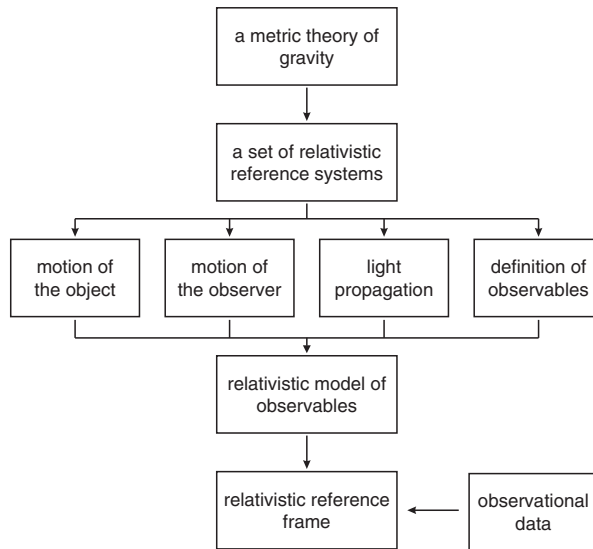 a metric theory of
gravity
a set of relativistic
reference systems
motion of
the object
motion of
the observer
light
propagation
definition of
observables
relativistic model of
observables
relativistic reference
frame
observational
data